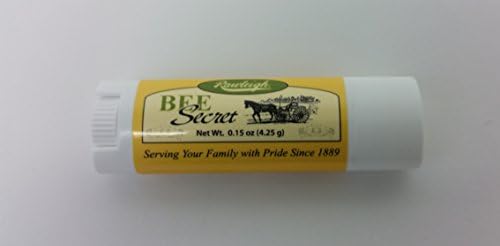 Rawleigh
BEE
Secret
Net Wt. 0.15 oz (4.25 g)
Serving Your Family with Pride Since 1889